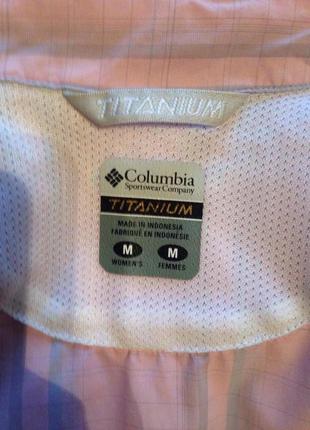 TITANIUM
Columbia
Sportswear Company
TITANIUM
MADE IN INDONESIA
FABRIQUÉ EN INDONÉSIE
M M
WOMEN'S FEMMES